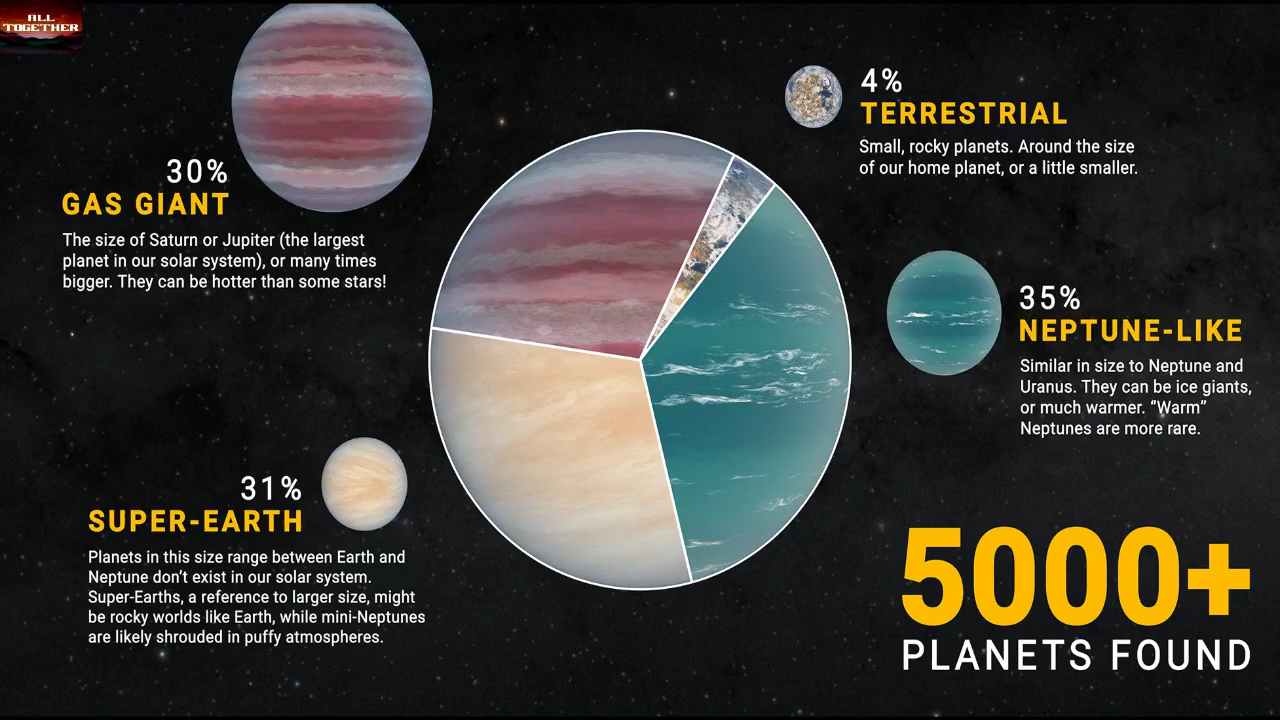 ALL
TOGETHER
30%
GAS GIANT
The size of Saturn or Jupiter (the largest
planet in our solar system), or many times
bigger. They can be hotter than some stars!
4%
TERRESTRIAL
Small, rocky planets. Around the size
of our home planet, or a little smaller.
35%
NEPTUNE-LIKE
Similar in size to Neptune and
Uranus. They can be ice giants,
or much warmer. “Warm”
Neptunes are more rare.
31%
SUPER-EARTH
Planets in this size range between Earth and
Neptune don’t exist in our solar system.
Super-Earths, a reference to larger size, might
be rocky worlds like Earth, while mini-Neptunes
are likely shrouded in puffy atmospheres.
5000+
PLANETS FOUND